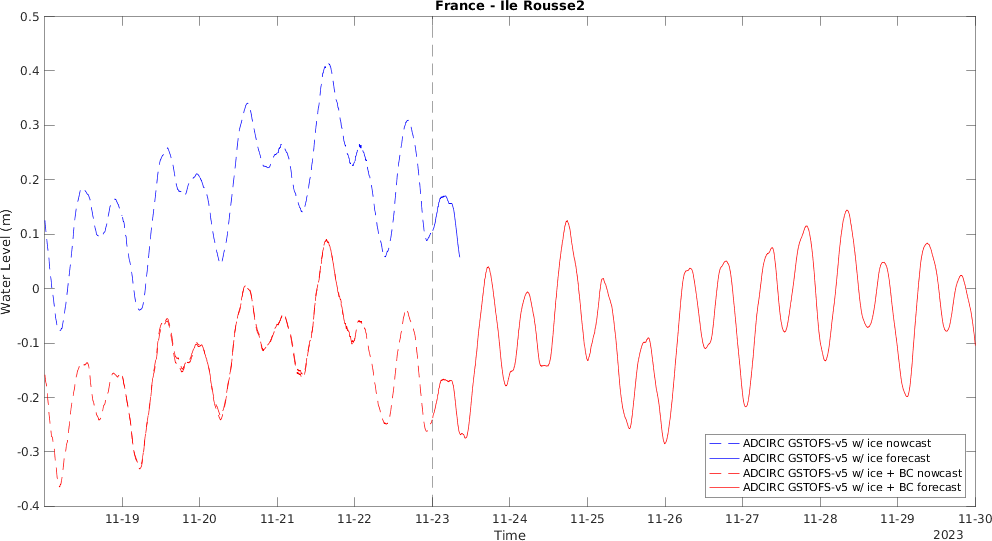 France - Ile Rousse2
Water Level (m)
0.5
0.4
0.3
0.2
0.1
0
-0.1
-0.2
-0.3
-0.4
ADCIRC GSTOFS-v5 w/ ice nowcast
ADCIRC GSTOFS-v5 w/ ice forecast
ADCIRC GSTOFS-v5 w/ ice + BC nowcast
ADCIRC GSTOFS-v5 w/ ice + BC forecast
11-19 11-20 11-21 11-22 11-23 11-24 11-25 11-26 11-27 11-28 11-29 11-30
Time
2023